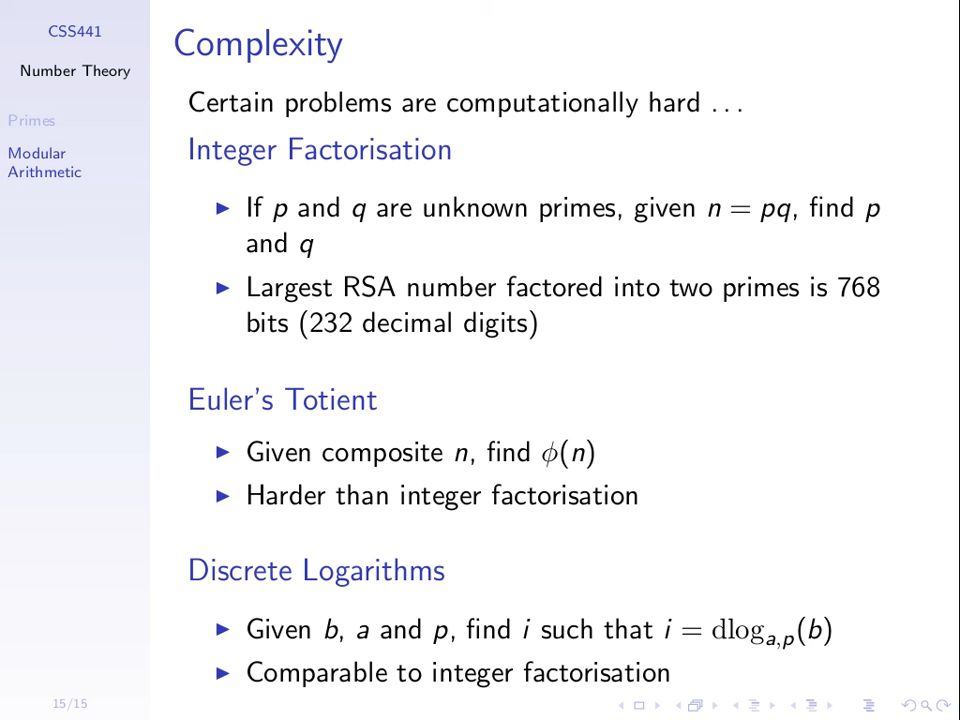 CSS441
Number Theory
Primes
Modular
Arithmetic
Complexity
Certain problems are computationally hard . . .
Integer Factorisation
▶ If p and q are unknown primes, given n = pq, find p
and q
▶ Largest RSA number factored into two primes is 768
bits (232 decimal digits)
Euler's Totient
▶ Given composite n, find ϕ(n)
▶ Harder than integer factorisation
Discrete Logarithms
▶ Given b, a and p, find i such that i = dlog_{a,p}(b)
▶ Comparable to integer factorisation
15/15